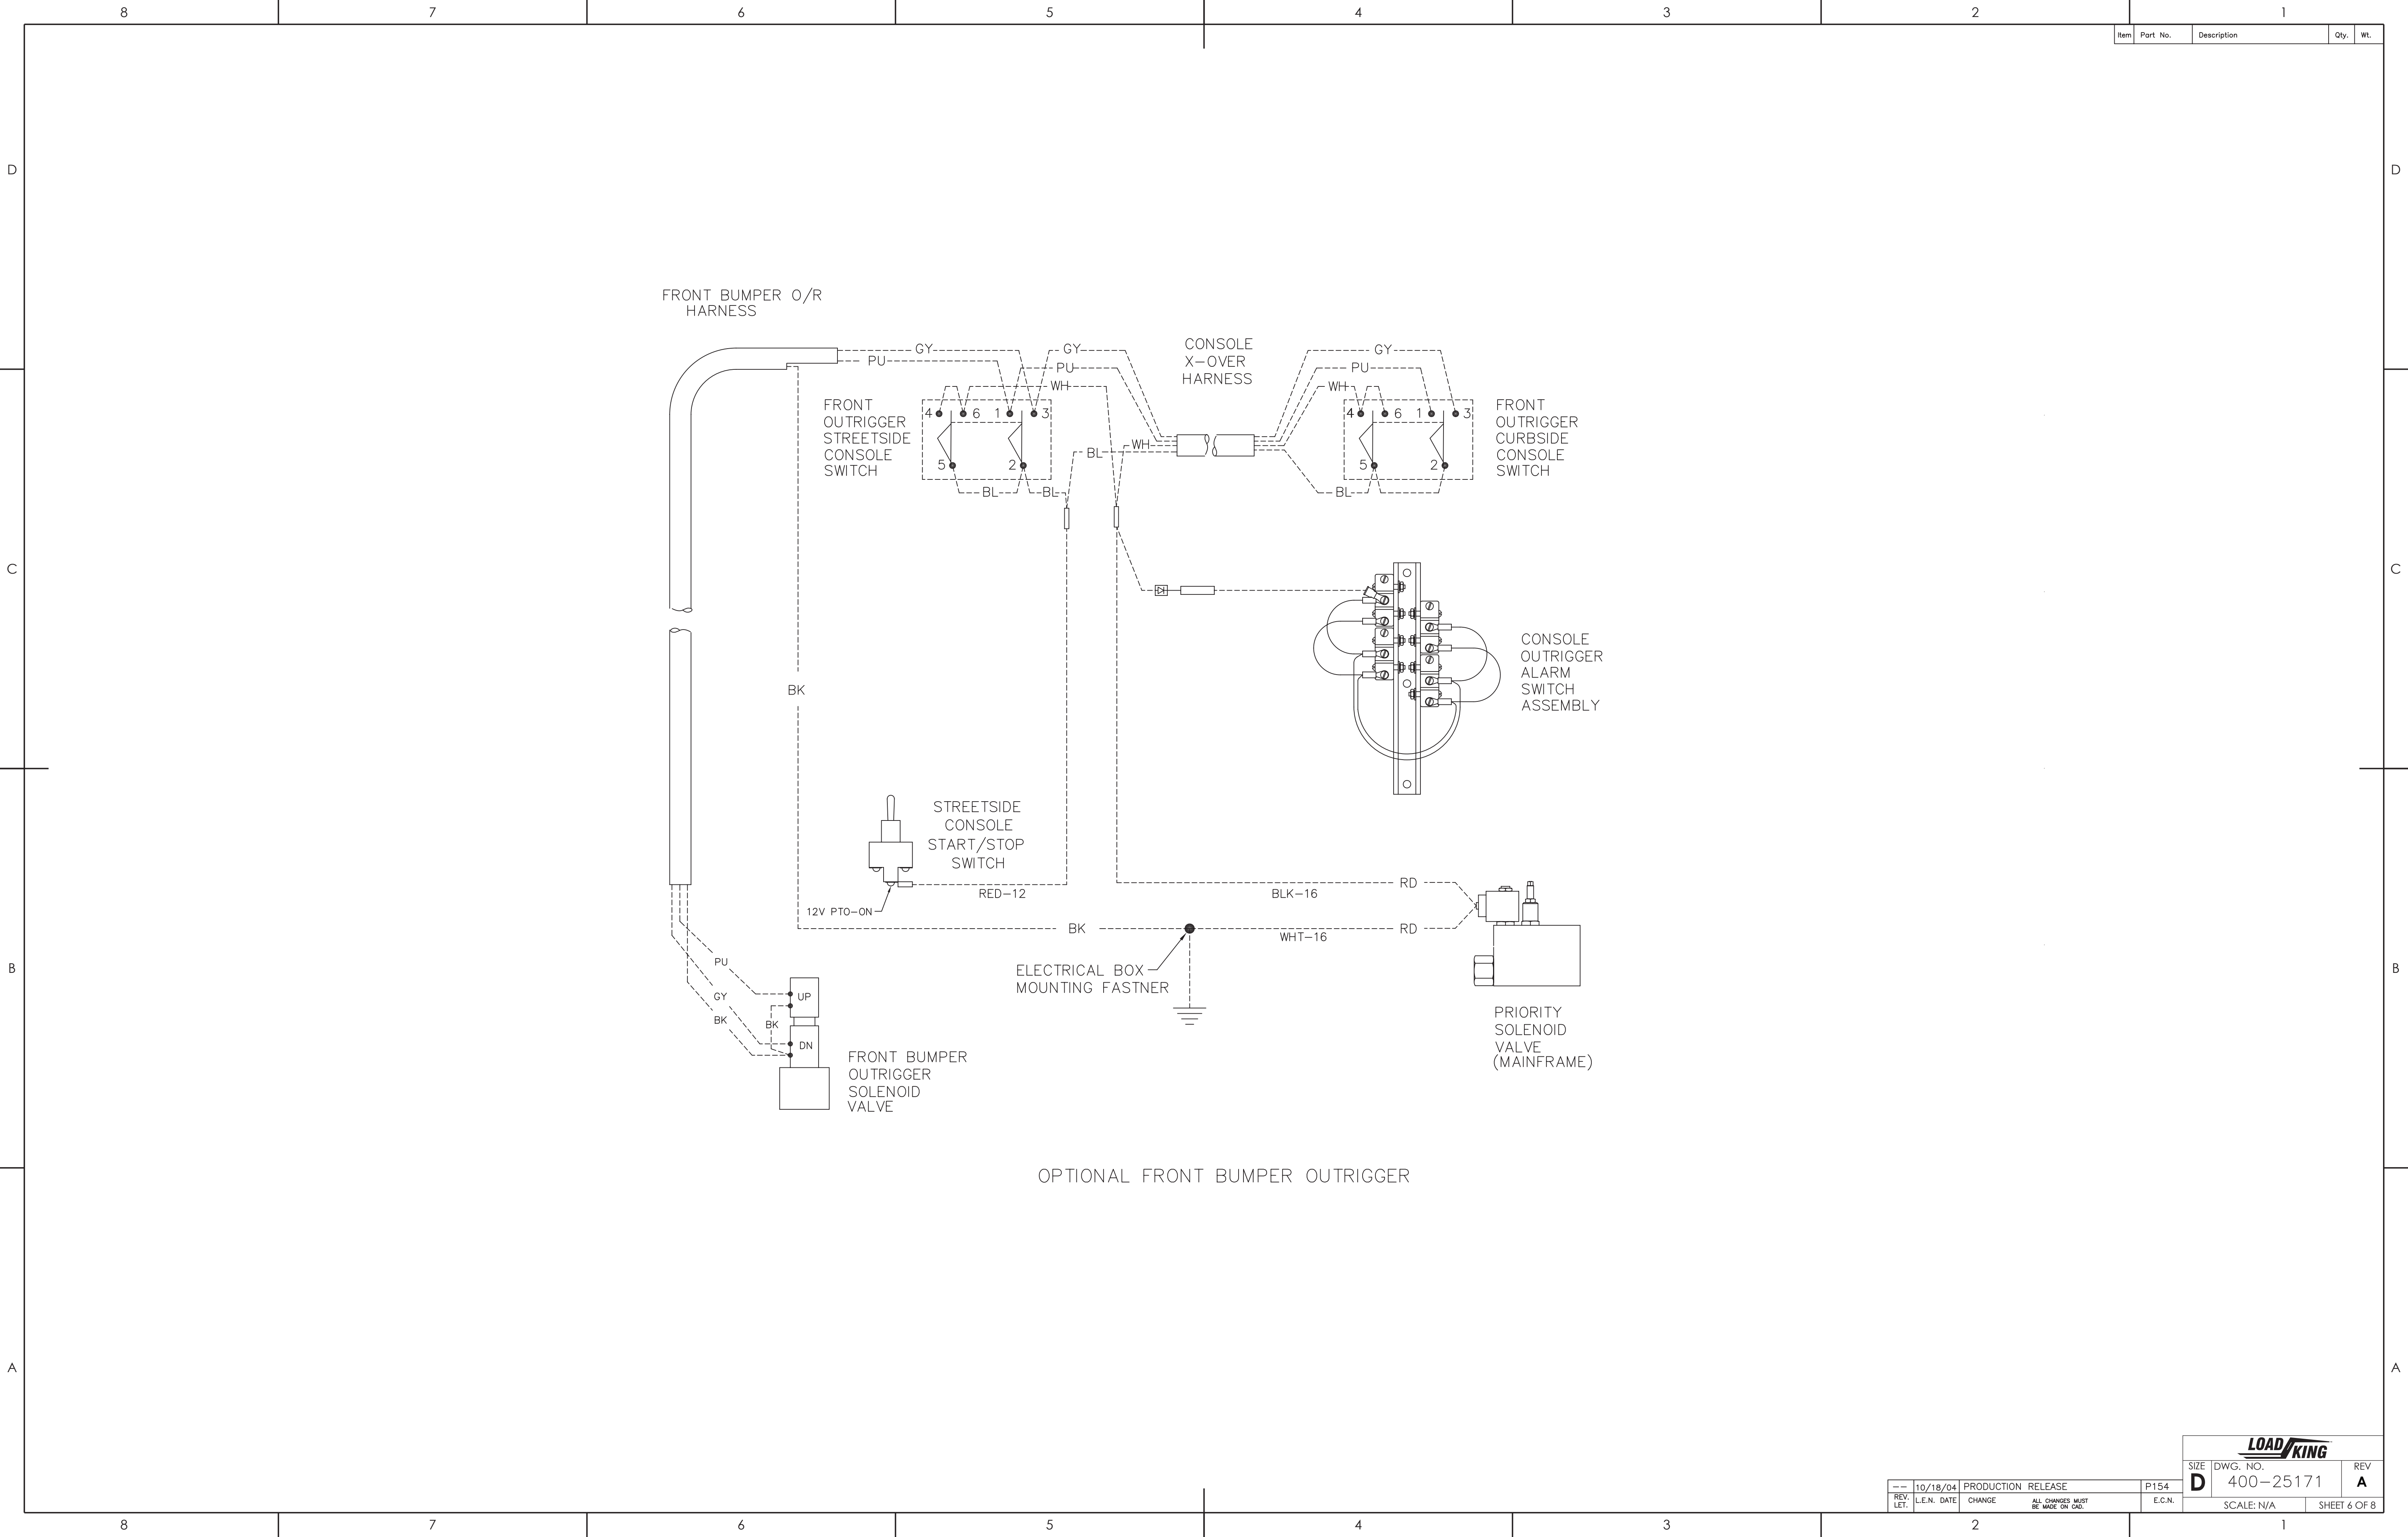 8 7 6 5 4 3 2 1
Item Part No. Description Qty. Wt.
D D
FRONT BUMPER O/R
HARNESS
GY
PU
GY
PU
WH
CONSOLE
X-OVER
HARNESS
GY
PU
WH
FRONT
OUTRIGGER
STREETSIDE
CONSOLE
SWITCH
4 6 1 3
5 2
BL BL
BL
WH
4 6 1 3
5 2
BL
FRONT
OUTRIGGER
CURBSIDE
CONSOLE
SWITCH
C C
CONSOLE
OUTRIGGER
ALARM
SWITCH
ASSEMBLY
BK
STREETSIDE
CONSOLE
START/STOP
SWITCH
RED-12
12V PTO-ON
BLK-16
RD
BK
WHT-16
RD
ELECTRICAL BOX
MOUNTING FASTNER
B B
PU
GY
BK
BK
UP
DN
FRONT BUMPER
OUTRIGGER
SOLENOID
VALVE
PRIORITY
SOLENOID
VALVE
(MAINFRAME)
OPTIONAL FRONT BUMPER OUTRIGGER
A A
LOAD KING
SIZE DWG. NO. REV
D 400-25171 A
SCALE: N/A SHEET 6 OF 8
-- 10/18/04 PRODUCTION RELEASE P154
REV. LET. L.E.N. DATE CHANGE ALL CHANGES MUST BE MADE ON CAD. E.C.N.
8 7 6 5 4 3 2 1